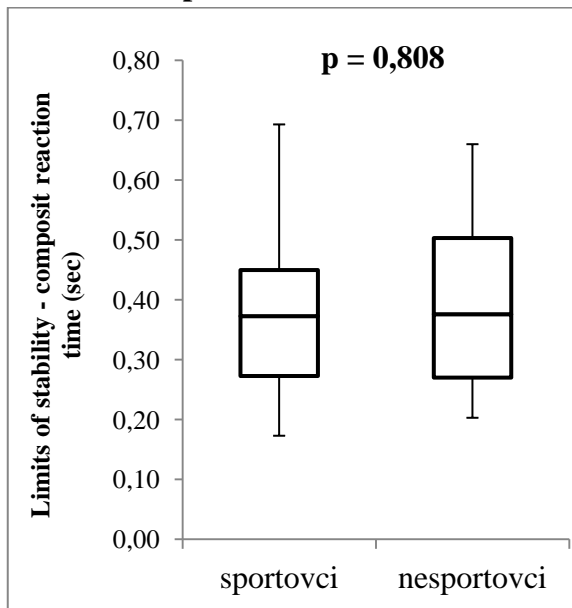 p = 0,808
Limits of stability - composit reaction
time (sec)
0,80
0,70
0,60
0,50
0,40
0,30
0,20
0,10
0,00
sportovci nesportovci